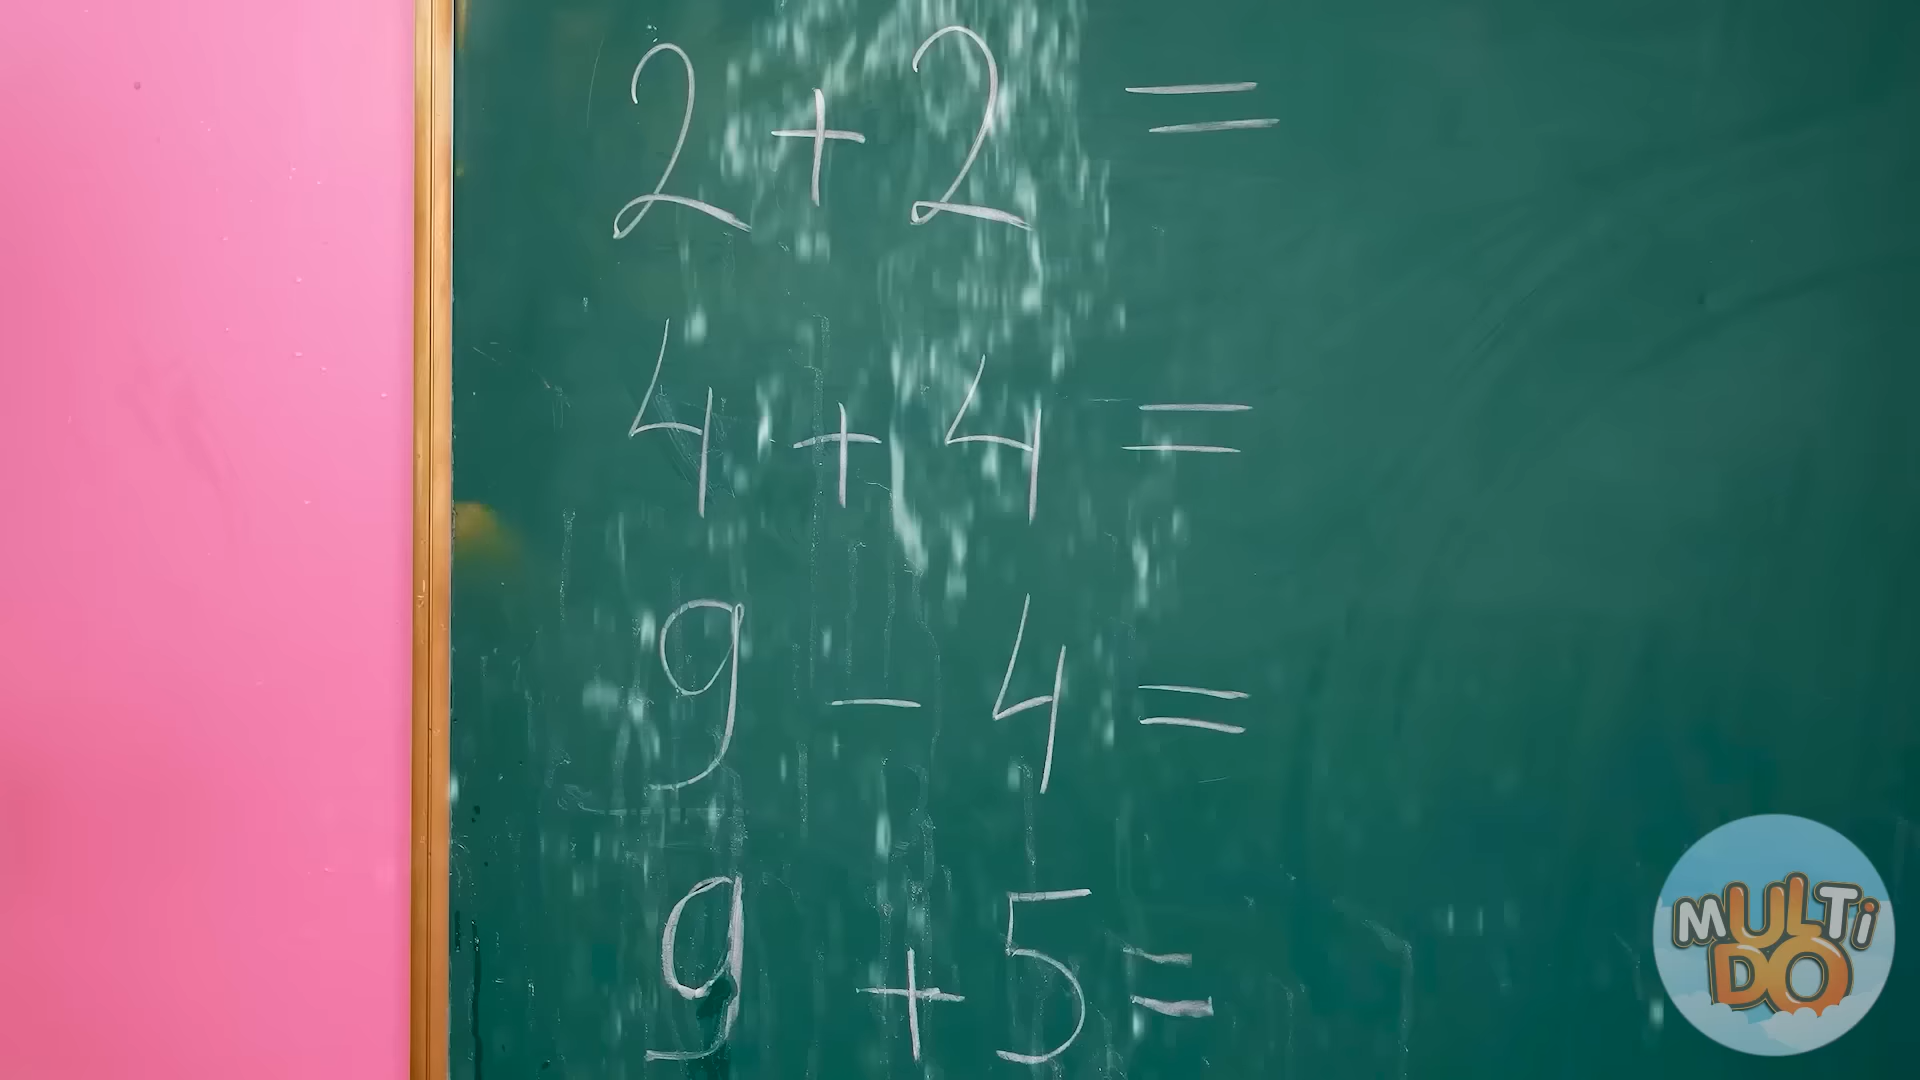 2 + 2 =
4 + 4 =
9 - 4 =
9 + 5 =
MULTi
DO